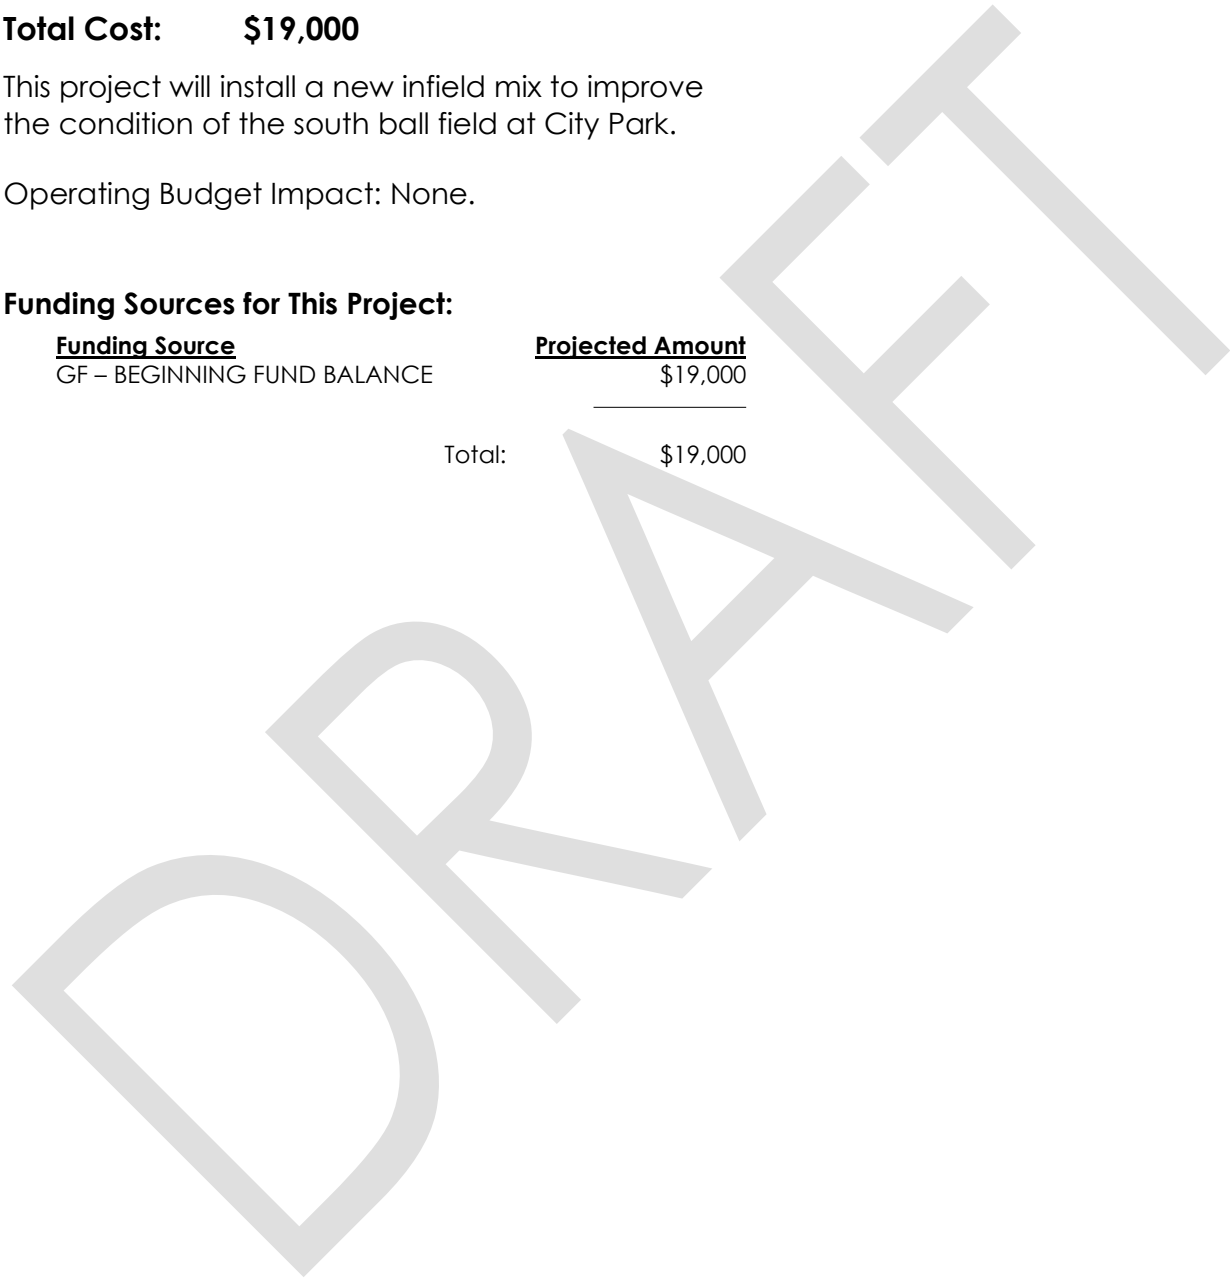 Total Cost: $19,000
This project will install a new infield mix to improve
the condition of the south ball field at City Park.
Operating Budget Impact: None.
Funding Sources for This Project:
Funding Source Projected Amount
GF – BEGINNING FUND BALANCE $19,000
Total: $19,000
DRAFT